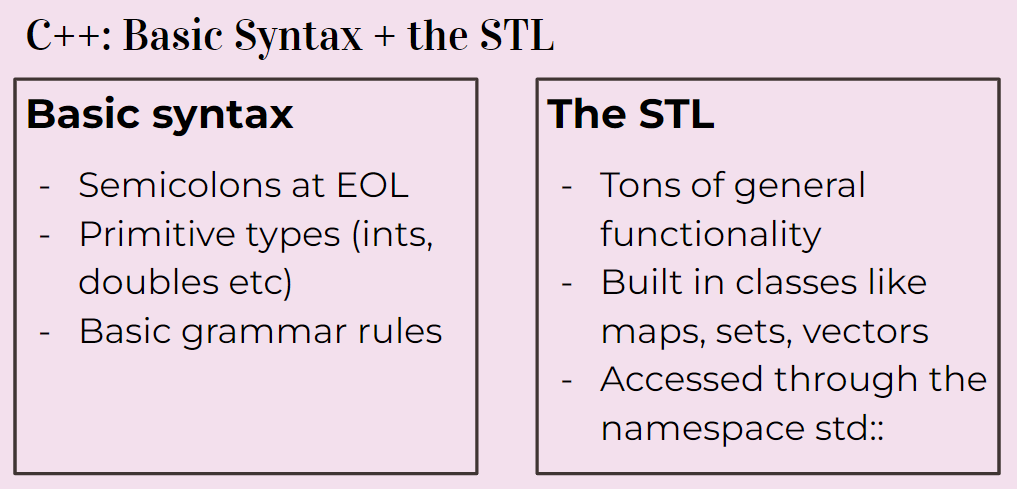 C++: Basic Syntax + the STL
Basic syntax
- Semicolons at EOL
- Primitive types (ints,
doubles etc)
- Basic grammar rules
The STL
- Tons of general
functionality
- Built in classes like
maps, sets, vectors
- Accessed through the
namespace std::